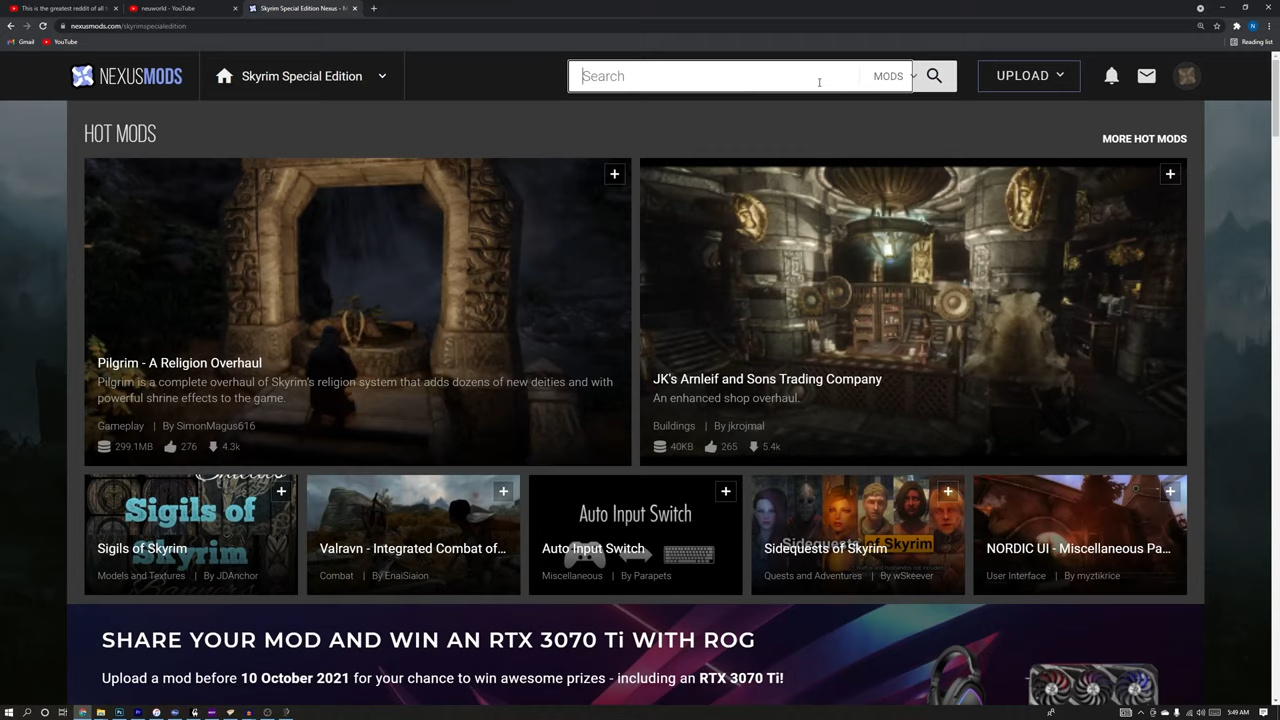 This is the greatest reddit of all t
neuworld - YouTube
Skyrim Special Edition Nexus - M
nexusmods.com/skyrimspecialedition
Gmail
YouTube
Reading list
NEXUSMODS
Skyrim Special Edition
Search
MODS
UPLOAD
HOT MODS
MORE HOT MODS
Pilgrim - A Religion Overhaul
Pilgrim is a complete overhaul of Skyrim's religion system that adds dozens of new deities and with
powerful shrine effects to the game.
Gameplay | By SimonMagus616
299.1MB 276 4.3k
JK's Arnleif and Sons Trading Company
An enhanced shop overhaul.
Buildings | By jkrojmal
40KB 265 5.4k
Sigils of
Skyrim
Sigils of Skyrim
Models and Textures | By JDAnchor
Valravn - Integrated Combat of...
Combat | By EnaiSiaion
Auto Input Switch
Auto Input Switch
Miscellaneous | By Parapets
Sidequests of Skyrim
Sidequests of Skyrim
Quests and Adventures | By wSkeever
NORDIC UI - Miscellaneous Pa...
User Interface | By myztikrice
SHARE YOUR MOD AND WIN AN RTX 3070 Ti WITH ROG
Upload a mod before 10 October 2021 for your chance to win awesome prizes - including an RTX 3070 Ti!
5:49 AM